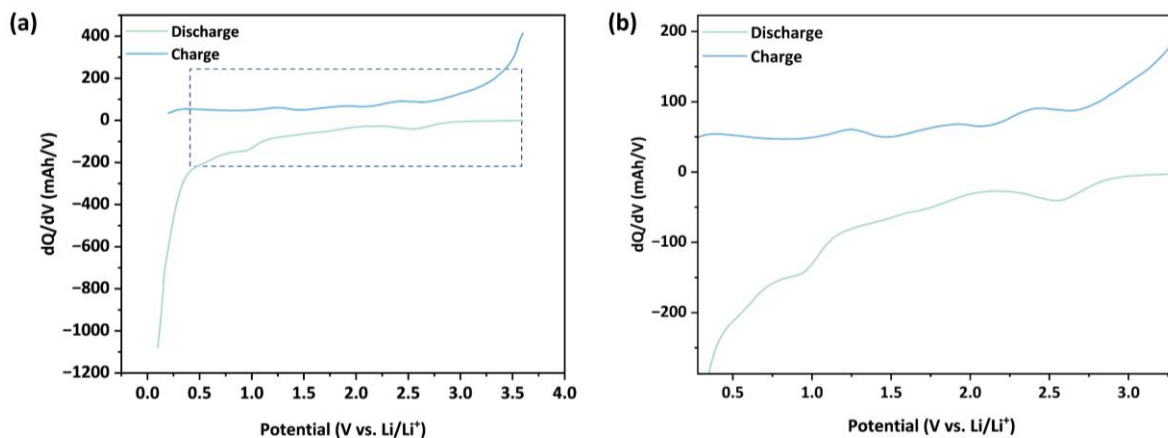 (a)
Discharge
Charge
400
200
0
−200
−400
−600
−800
−1000
−1200
dQ/dV (mAh/V)
0.0 0.5 1.0 1.5 2.0 2.5 3.0 3.5 4.0
Potential (V vs. Li/Li⁺)
(b)
Discharge
Charge
200
100
0
−100
−200
dQ/dV (mAh/V)
0.5 1.0 1.5 2.0 2.5 3.0
Potential (V vs. Li/Li⁺)